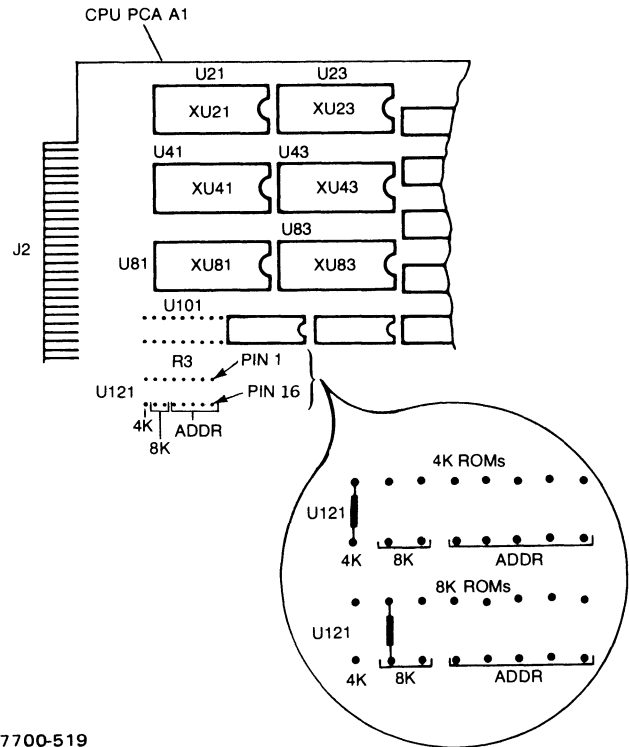 CPU PCA A1
U21 U23
XU21 XU23
U41 U43
XU41 XU43
J2
U83
U81 XU81 XU83
U101
R3 PIN 1
U121 PIN 16
4K 8K ADDR
4K ROMs
U121
4K 8K ADDR
8K ROMs
U121
4K 8K ADDR
7700-519